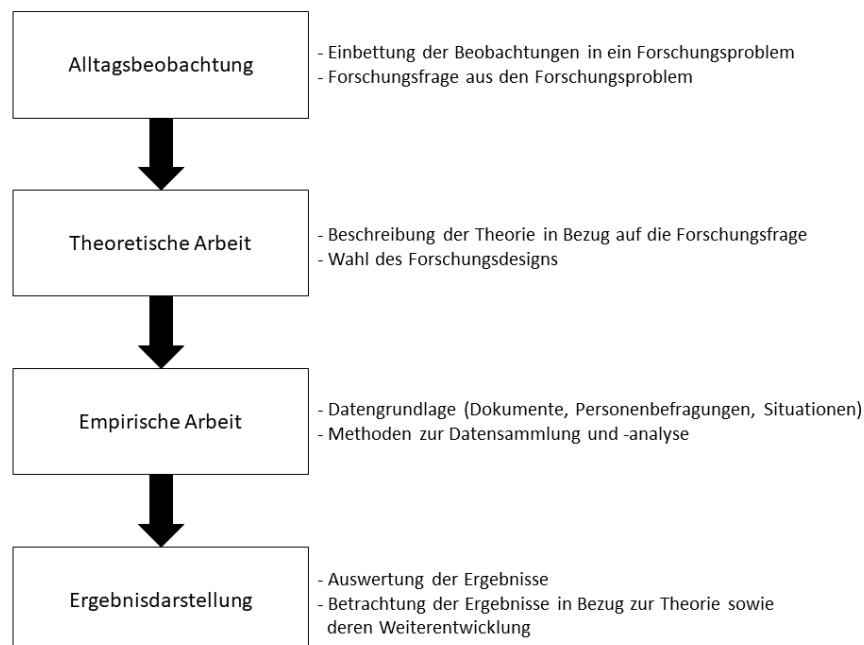 Alltagsbeobachtung
- Einbettung der Beobachtungen in ein Forschungsproblem
- Forschungsfrage aus den Forschungsproblem
Theoretische Arbeit
- Beschreibung der Theorie in Bezug auf die Forschungsfrage
- Wahl des Forschungsdesigns
Empirische Arbeit
- Datengrundlage (Dokumente, Personenbefragungen, Situationen)
- Methoden zur Datensammlung und -analyse
Ergebnisdarstellung
- Auswertung der Ergebnisse
- Betrachtung der Ergebnisse in Bezug zur Theorie sowie
deren Weiterentwicklung